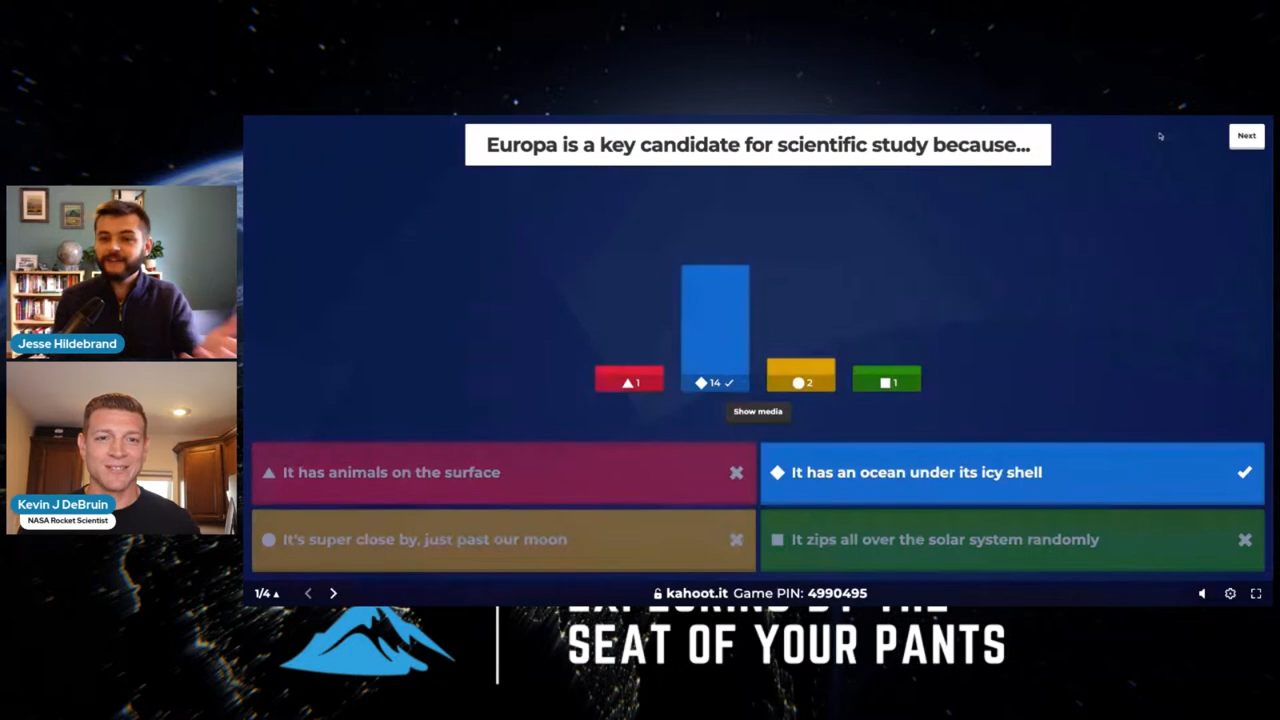 Europa is a key candidate for scientific study because...
Next
Jesse Hildebrand
Kevin J DeBruin
NASA Rocket Scientist
1
14
2
1
Show media
It has animals on the surface
It has an ocean under its icy shell
It's super close by, just past our moon
It zips all over the solar system randomly
1/4
kahoot.it Game PIN: 4990495
EXPLORING BY THE
SEAT OF YOUR PANTS